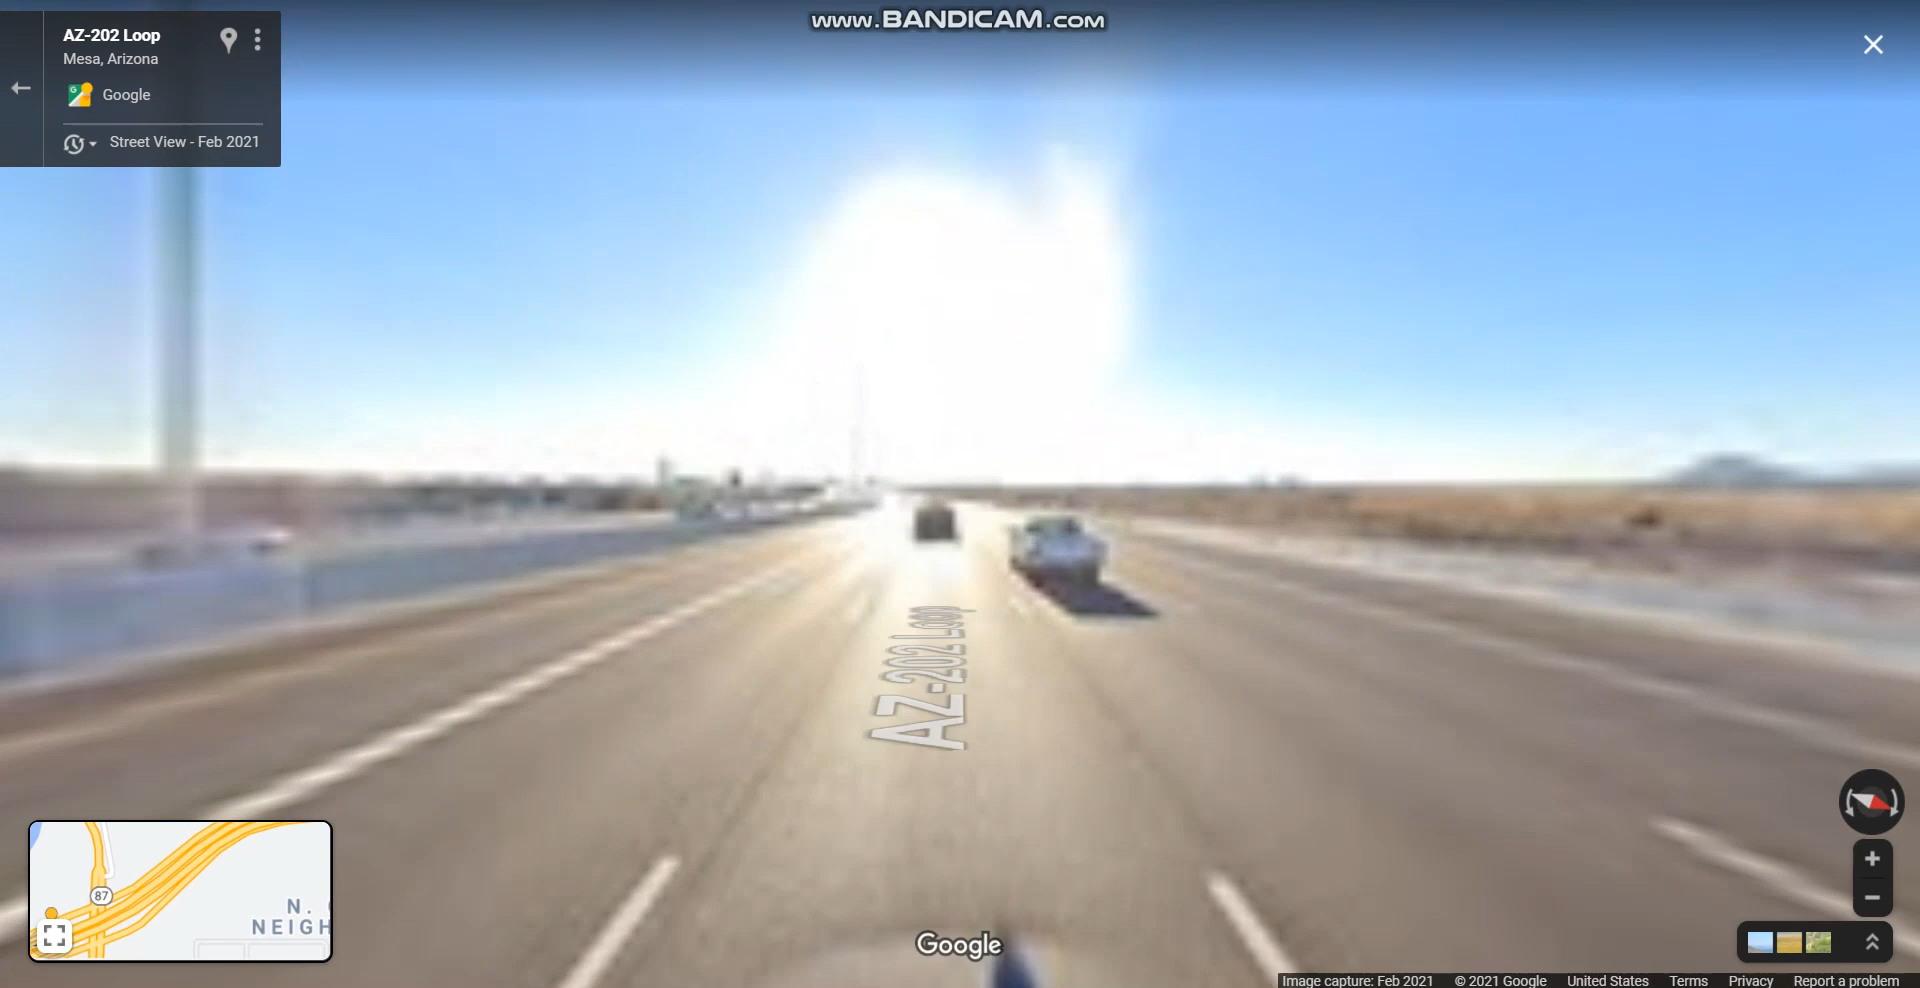 www.BANDICAM.com
AZ-202 Loop
Mesa, Arizona
Google
Street View - Feb 2021
AZ-202 Loop
87
N.
NEIGH
Google
Image capture: Feb 2021 © 2021 Google United States Terms Privacy Report a problem